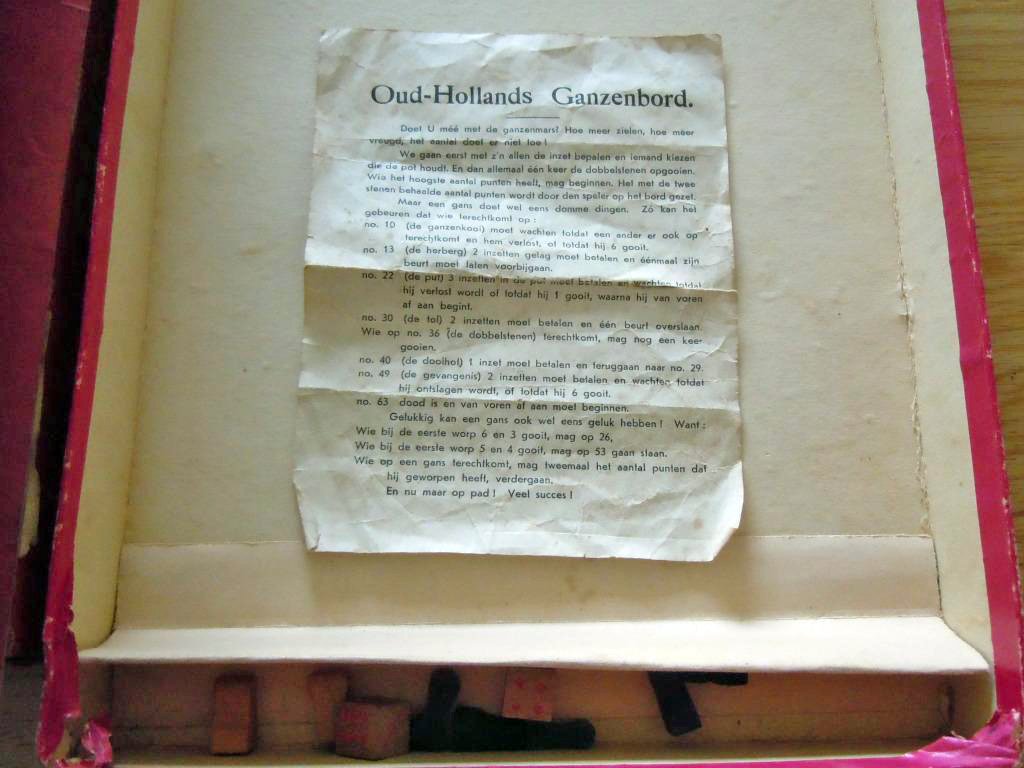 Oud-Hollands Ganzenbord.
Doet U méé met de ganzenmars? Hoe meer zielen, hoe méér
vreugd, het aantal doet er niet toe!
We gaan eerst met z'n allen de inzet bepalen en iemand kiezen
die de pot houdt. En dan allemaal één keer de dobbelstenen opgooien.
Wie het hoogste aantal punten heeft, mag beginnen. Het met de twee
stenen behaalde aantal punten wordt door den speler op het bord gezet.
Maar een gans doet wel eens domme dingen. Zó kan het
gebeuren dat wie terechtkomt op:
no. 10 (de ganzenkooi) moet wachten totdat een ander er ook op
terechtkomt en hem verlost, of totdat hij 6 gooit.
no. 13 (de herberg) 2 inzetten gelag moet betalen en éénmaal zijn
beurt moet laten voorbijgaan.
no. 22 (de put) 3 inzetten in de pot moet betalen en wachten totdat
hij verlost wordt of totdat hij 1 gooit, waarna hij van voren
af aan begint.
no. 30 (de tol) 2 inzetten moet betalen en één beurt overslaan.
Wie op no. 36 (de dobbelstenen) terechtkomt, mag nog een kee-
gooien.
no. 40 (de doolhof) 1 inzet moet betalen en teruggaan naar no. 29.
no. 49 (de gevangenis) 2 inzetten moet betalen en wachten totdat
hij ontslagen wordt, óf totdat hij 6 gooit.
no. 63 dood is en van voren af aan moet beginnen.
Gelukkig kan een gans ook wel eens geluk hebben! Want:
Wie bij de eerste worp 6 en 3 gooit, mag op 26,
Wie bij de eerste worp 5 en 4 gooit, mag op 53 gaan slaan.
Wie op een gans terechtkomt, mag tweemaal het aantal punten dat
hij geworpen heeft, verdergaan.
En nu maar op pad! Veel succes!